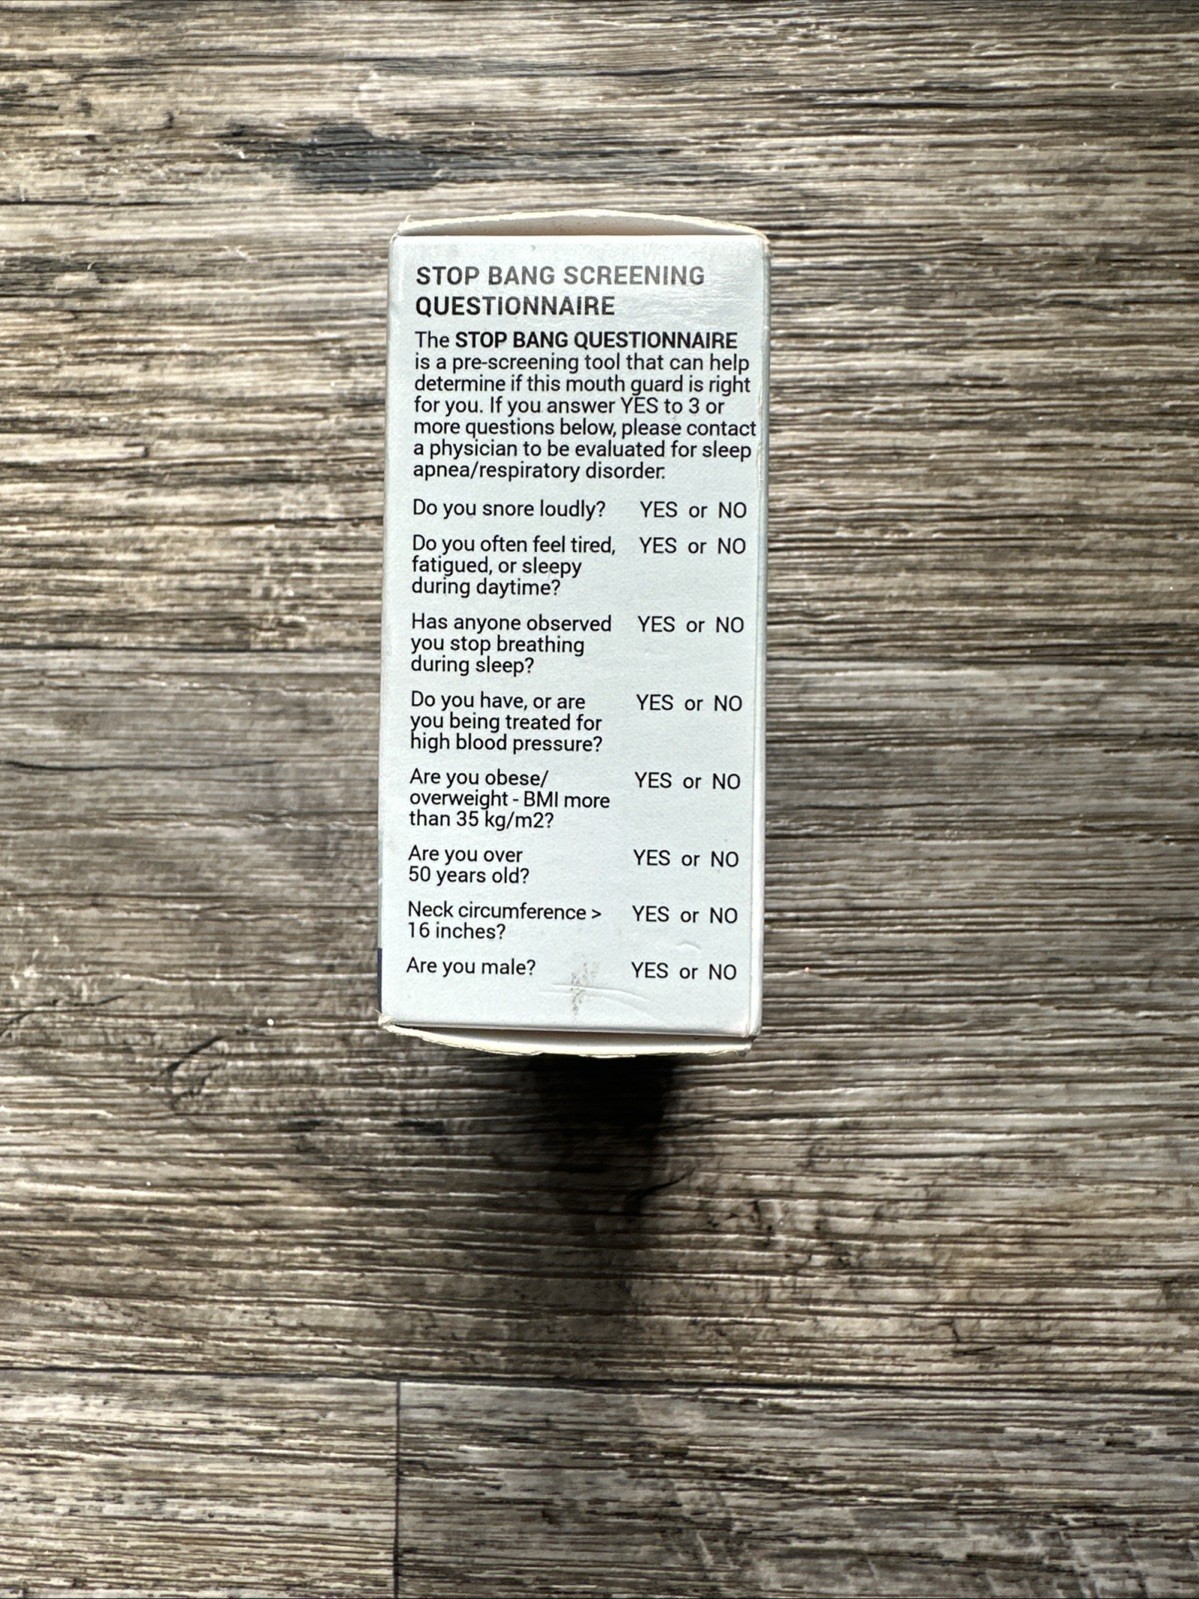 STOP BANG SCREENING
QUESTIONNAIRE
The STOP BANG QUESTIONNAIRE
is a pre-screening tool that can help
determine if this mouth guard is right
for you. If you answer YES to 3 or
more questions below, please contact
a physician to be evaluated for sleep
apnea/respiratory disorder.
Do you snore loudly? YES or NO
Do you often feel tired, YES or NO
fatigued, or sleepy
during daytime?
Has anyone observed YES or NO
you stop breathing
during sleep?
Do you have, or are YES or NO
you being treated for
high blood pressure?
Are you obese/ YES or NO
overweight - BMI more
than 35 kg/m2?
Are you over YES or NO
50 years old?
Neck circumference > YES or NO
16 inches?
Are you male? YES or NO